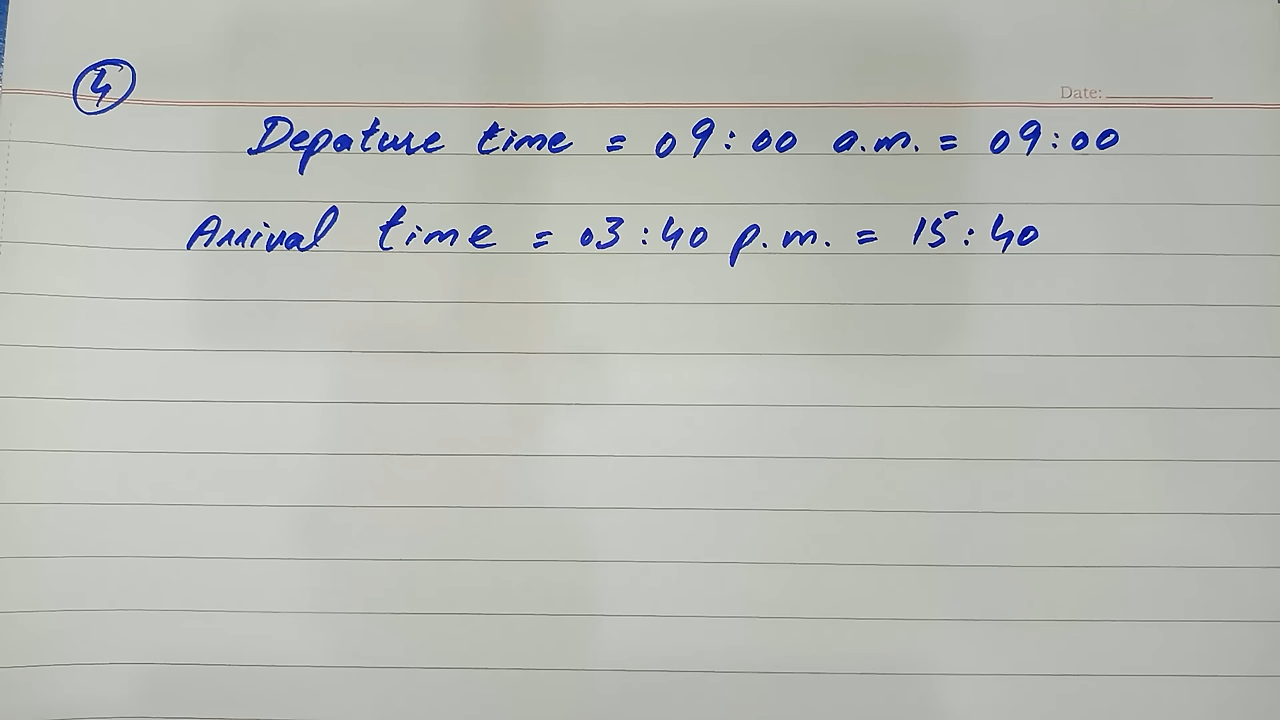 4
Date:
Depature time = 09:00 a.m. = 09:00
Arrival time = 03:40 p.m. = 15:40